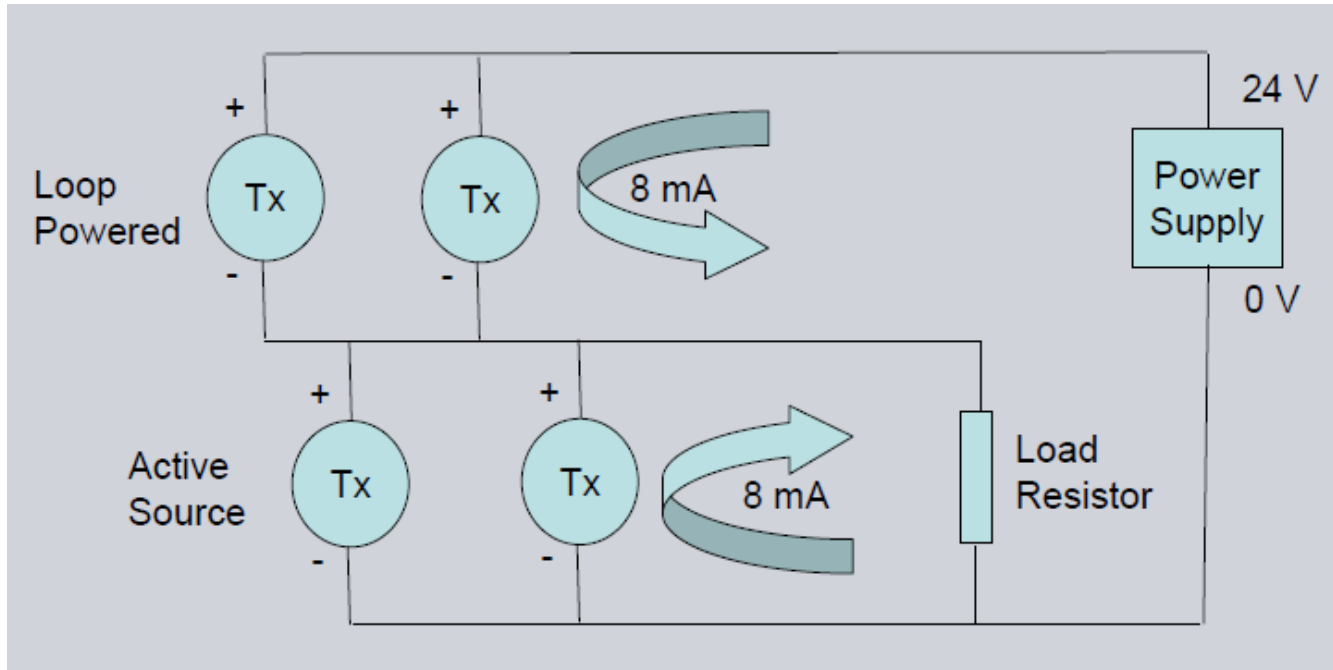 24 V
+
+
Loop
Powered
Tx
Tx
8 mA
Power
Supply
-
-
0 V
+
+
Active
Source
Tx
Tx
8 mA
Load
Resistor
-
-